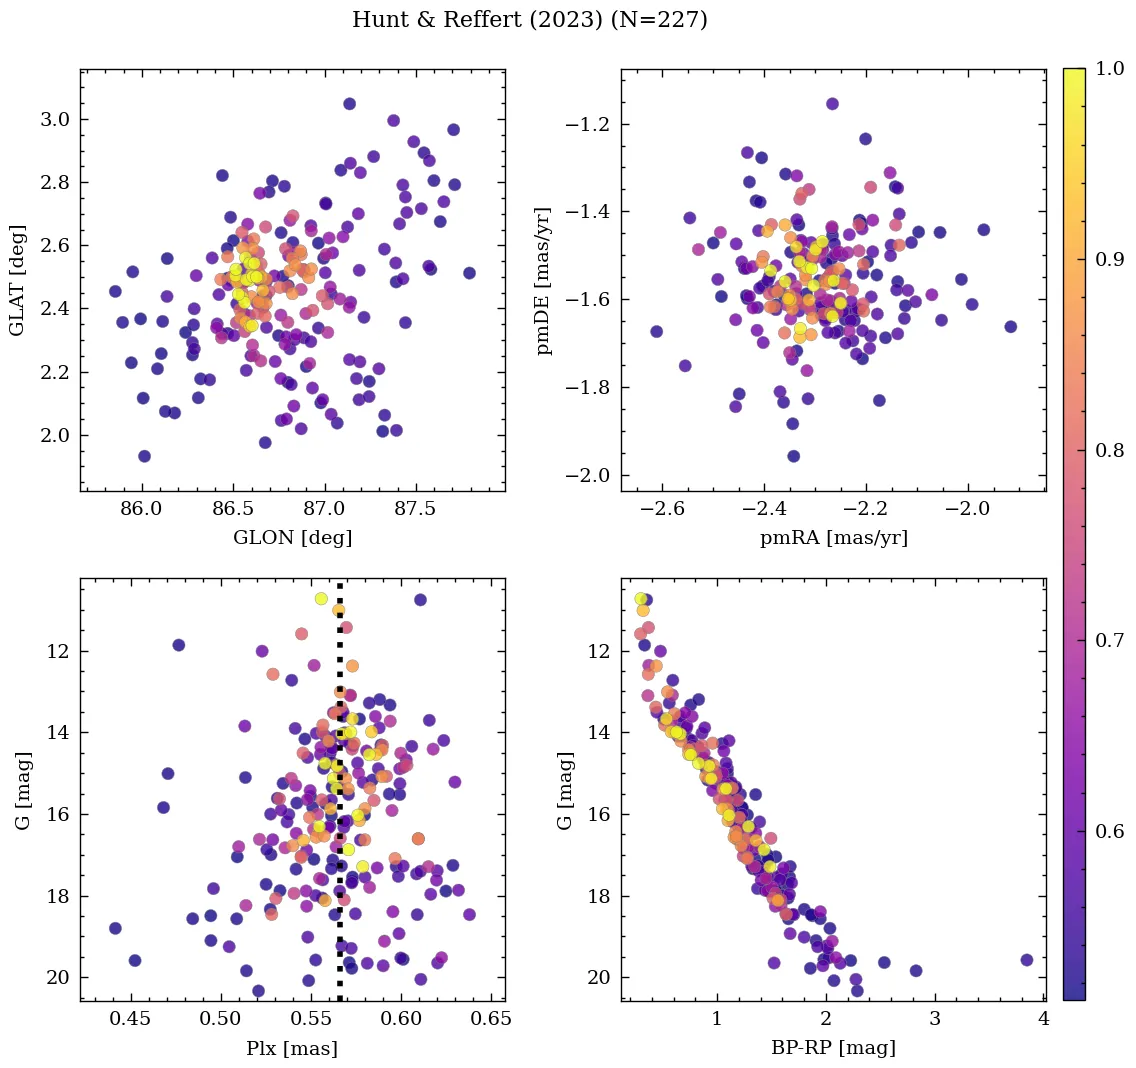 Hunt & Reffert (2023) (N=227)
3.0
2.8
2.6
2.4
2.2
2.0
GLAT [deg]
86.0 86.5 87.0 87.5
GLON [deg]
−1.2
−1.4
−1.6
−1.8
−2.0
pmDE [mas/yr]
−2.6 −2.4 −2.2 −2.0
pmRA [mas/yr]
1.0
0.9
0.8
0.7
0.6
12
14
16
18
20
G [mag]
0.45 0.50 0.55 0.60 0.65
Plx [mas]
12
14
16
18
20
G [mag]
1 2 3 4
BP-RP [mag]